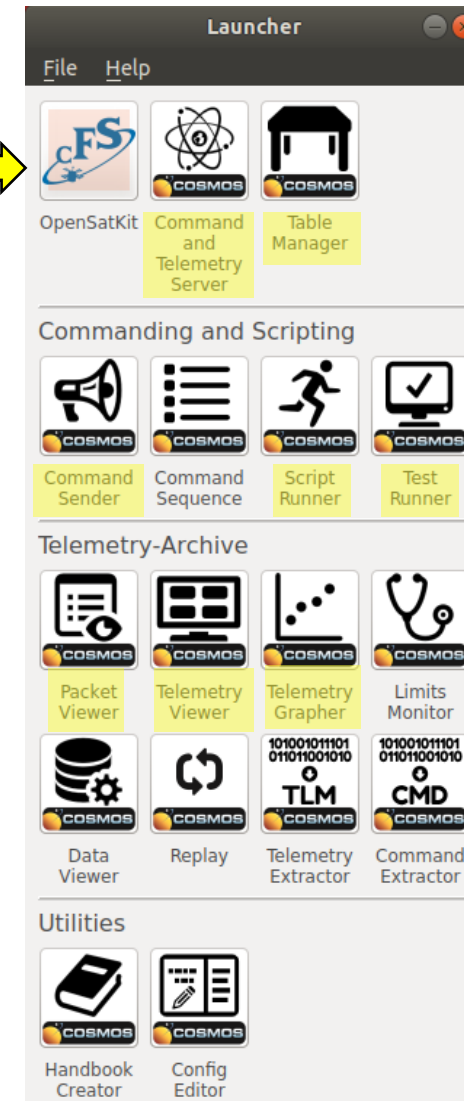 Launcher
File Help
cFS
COSMOS
COSMOS
OpenSatKit
Command
and
Telemetry
Server
Table
Manager
Commanding and Scripting
COSMOS
COSMOS
COSMOS
COSMOS
Command
Sender
Command
Sequence
Script
Runner
Test
Runner
Telemetry-Archive
COSMOS
COSMOS
COSMOS
COSMOS
Packet
Viewer
Telemetry
Viewer
Telemetry
Grapher
Limits
Monitor
COSMOS
COSMOS
101001011101
011011001010
TLM
COSMOS
101001011101
011011001010
CMD
COSMOS
Data
Viewer
Replay
Telemetry
Extractor
Command
Extractor
Utilities
COSMOS
COSMOS
Handbook
Creator
Config
Editor